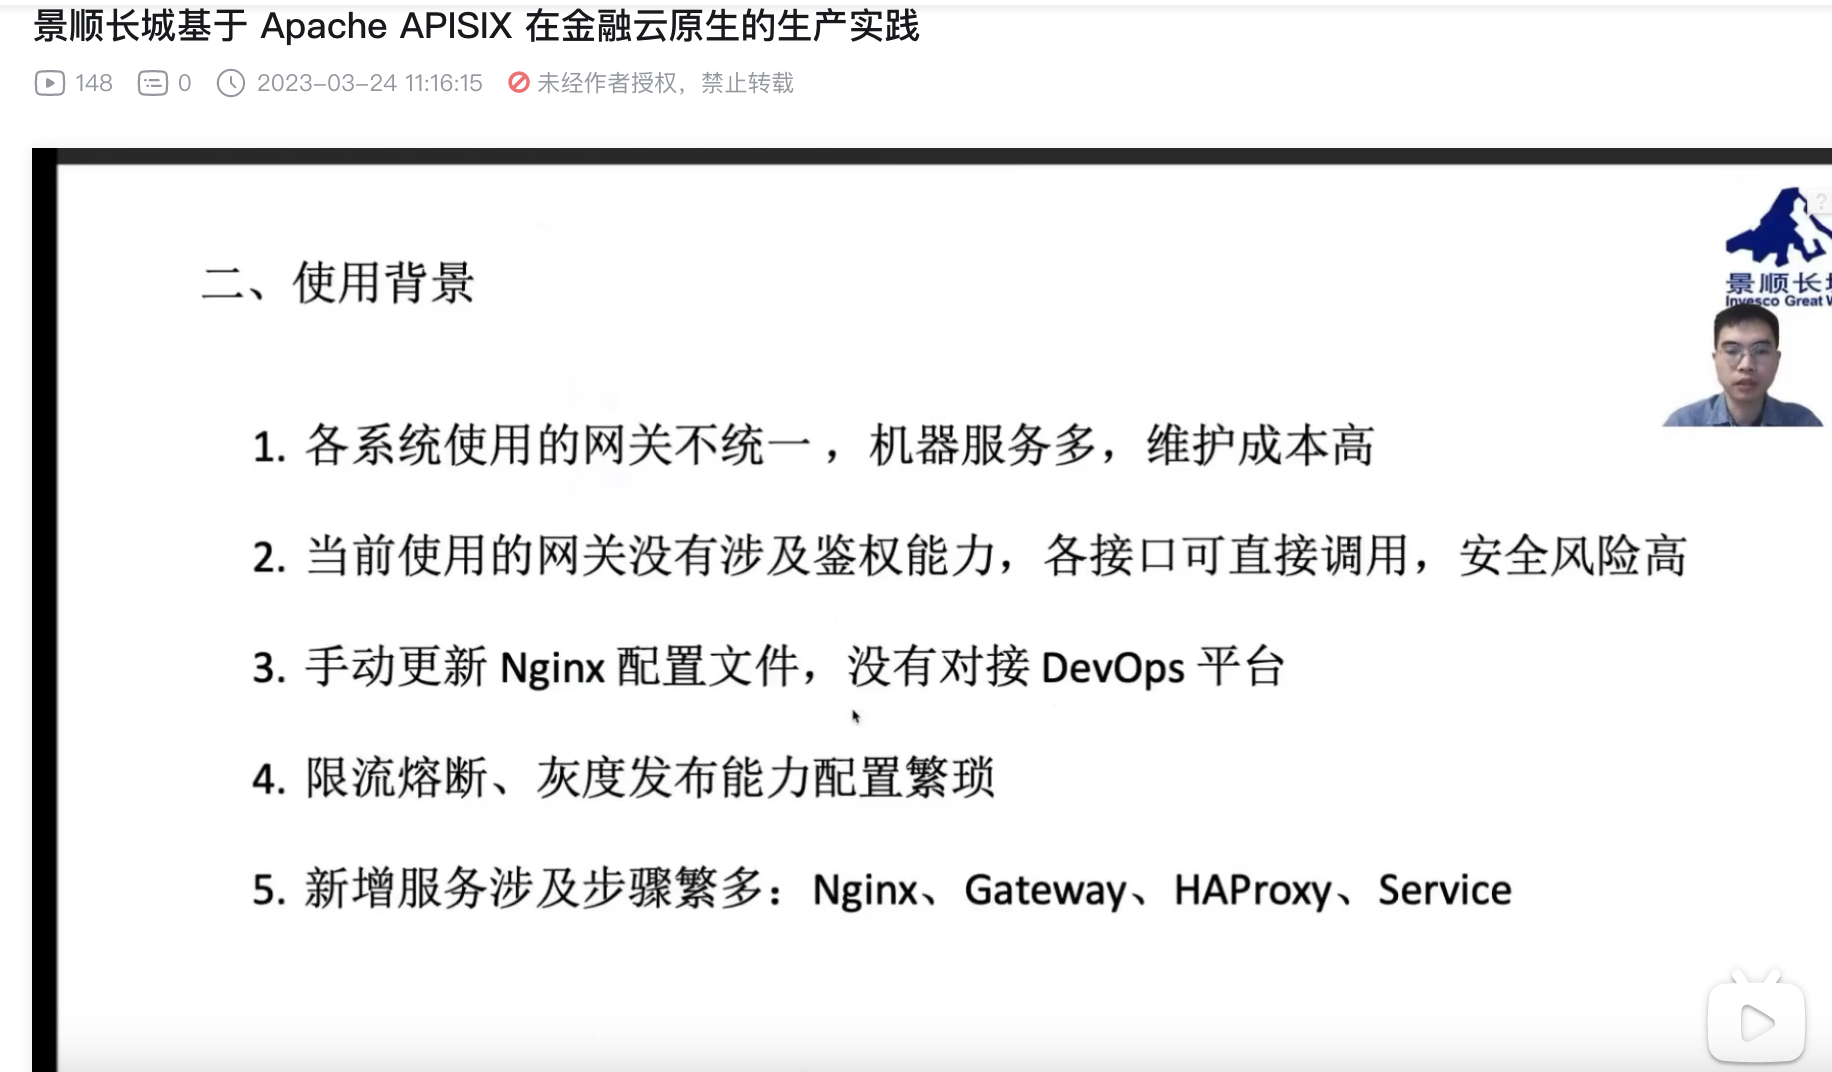 景顺长城基于 Apache APISIX 在金融云原生的生产实践
148 0 2023-03-24 11:16:15 未经作者授权，禁止转载
?
景顺长
Invesco Great
二、使用背景
1. 各系统使用的网关不统一，机器服务多，维护成本高
2. 当前使用的网关没有涉及鉴权能力，各接口可直接调用，安全风险高
3. 手动更新 Nginx 配置文件，没有对接 DevOps 平台
4. 限流熔断、灰度发布能力配置繁琐
5. 新增服务涉及步骤繁多：Nginx、Gateway、HAProxy、Service